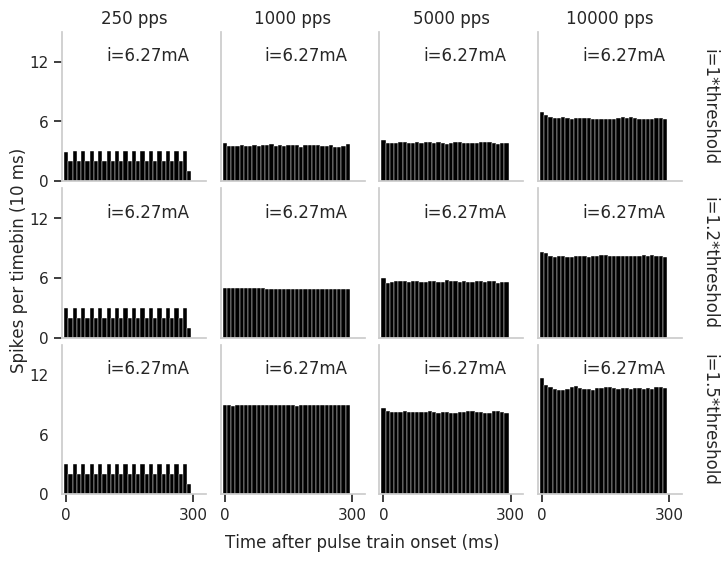 250 pps 1000 pps 5000 pps 10000 pps
12 i=6.27mA i=6.27mA i=6.27mA i=6.27mA
6
0
i=1*threshold
12 i=6.27mA i=6.27mA i=6.27mA i=6.27mA
6
0
i=1.2*threshold
12 i=6.27mA i=6.27mA i=6.27mA i=6.27mA
6
0
i=1.5*threshold
Spikes per timebin (10 ms)
0 300 0 300 0 300 0 300
Time after pulse train onset (ms)